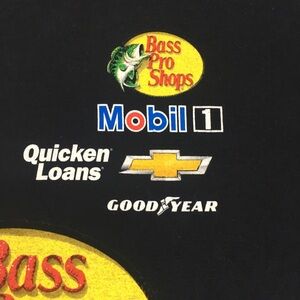 Bass
Pro
Shops
Mobil 1
Quicken
Loans
GOODYEAR
Bass